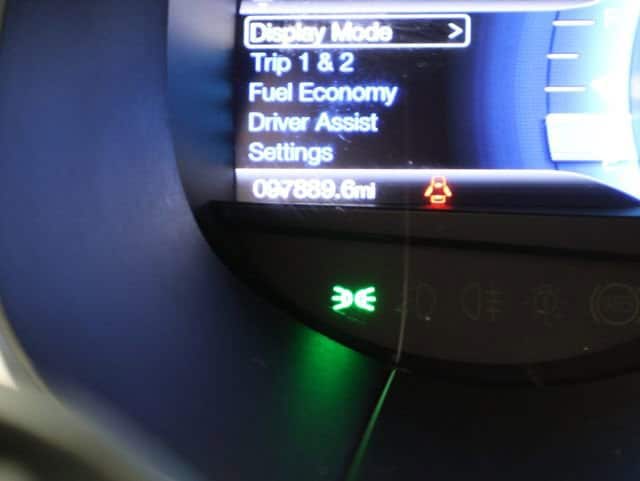 Display Mode >
Trip 1 & 2
Fuel Economy
Driver Assist
Settings
097889.6mi